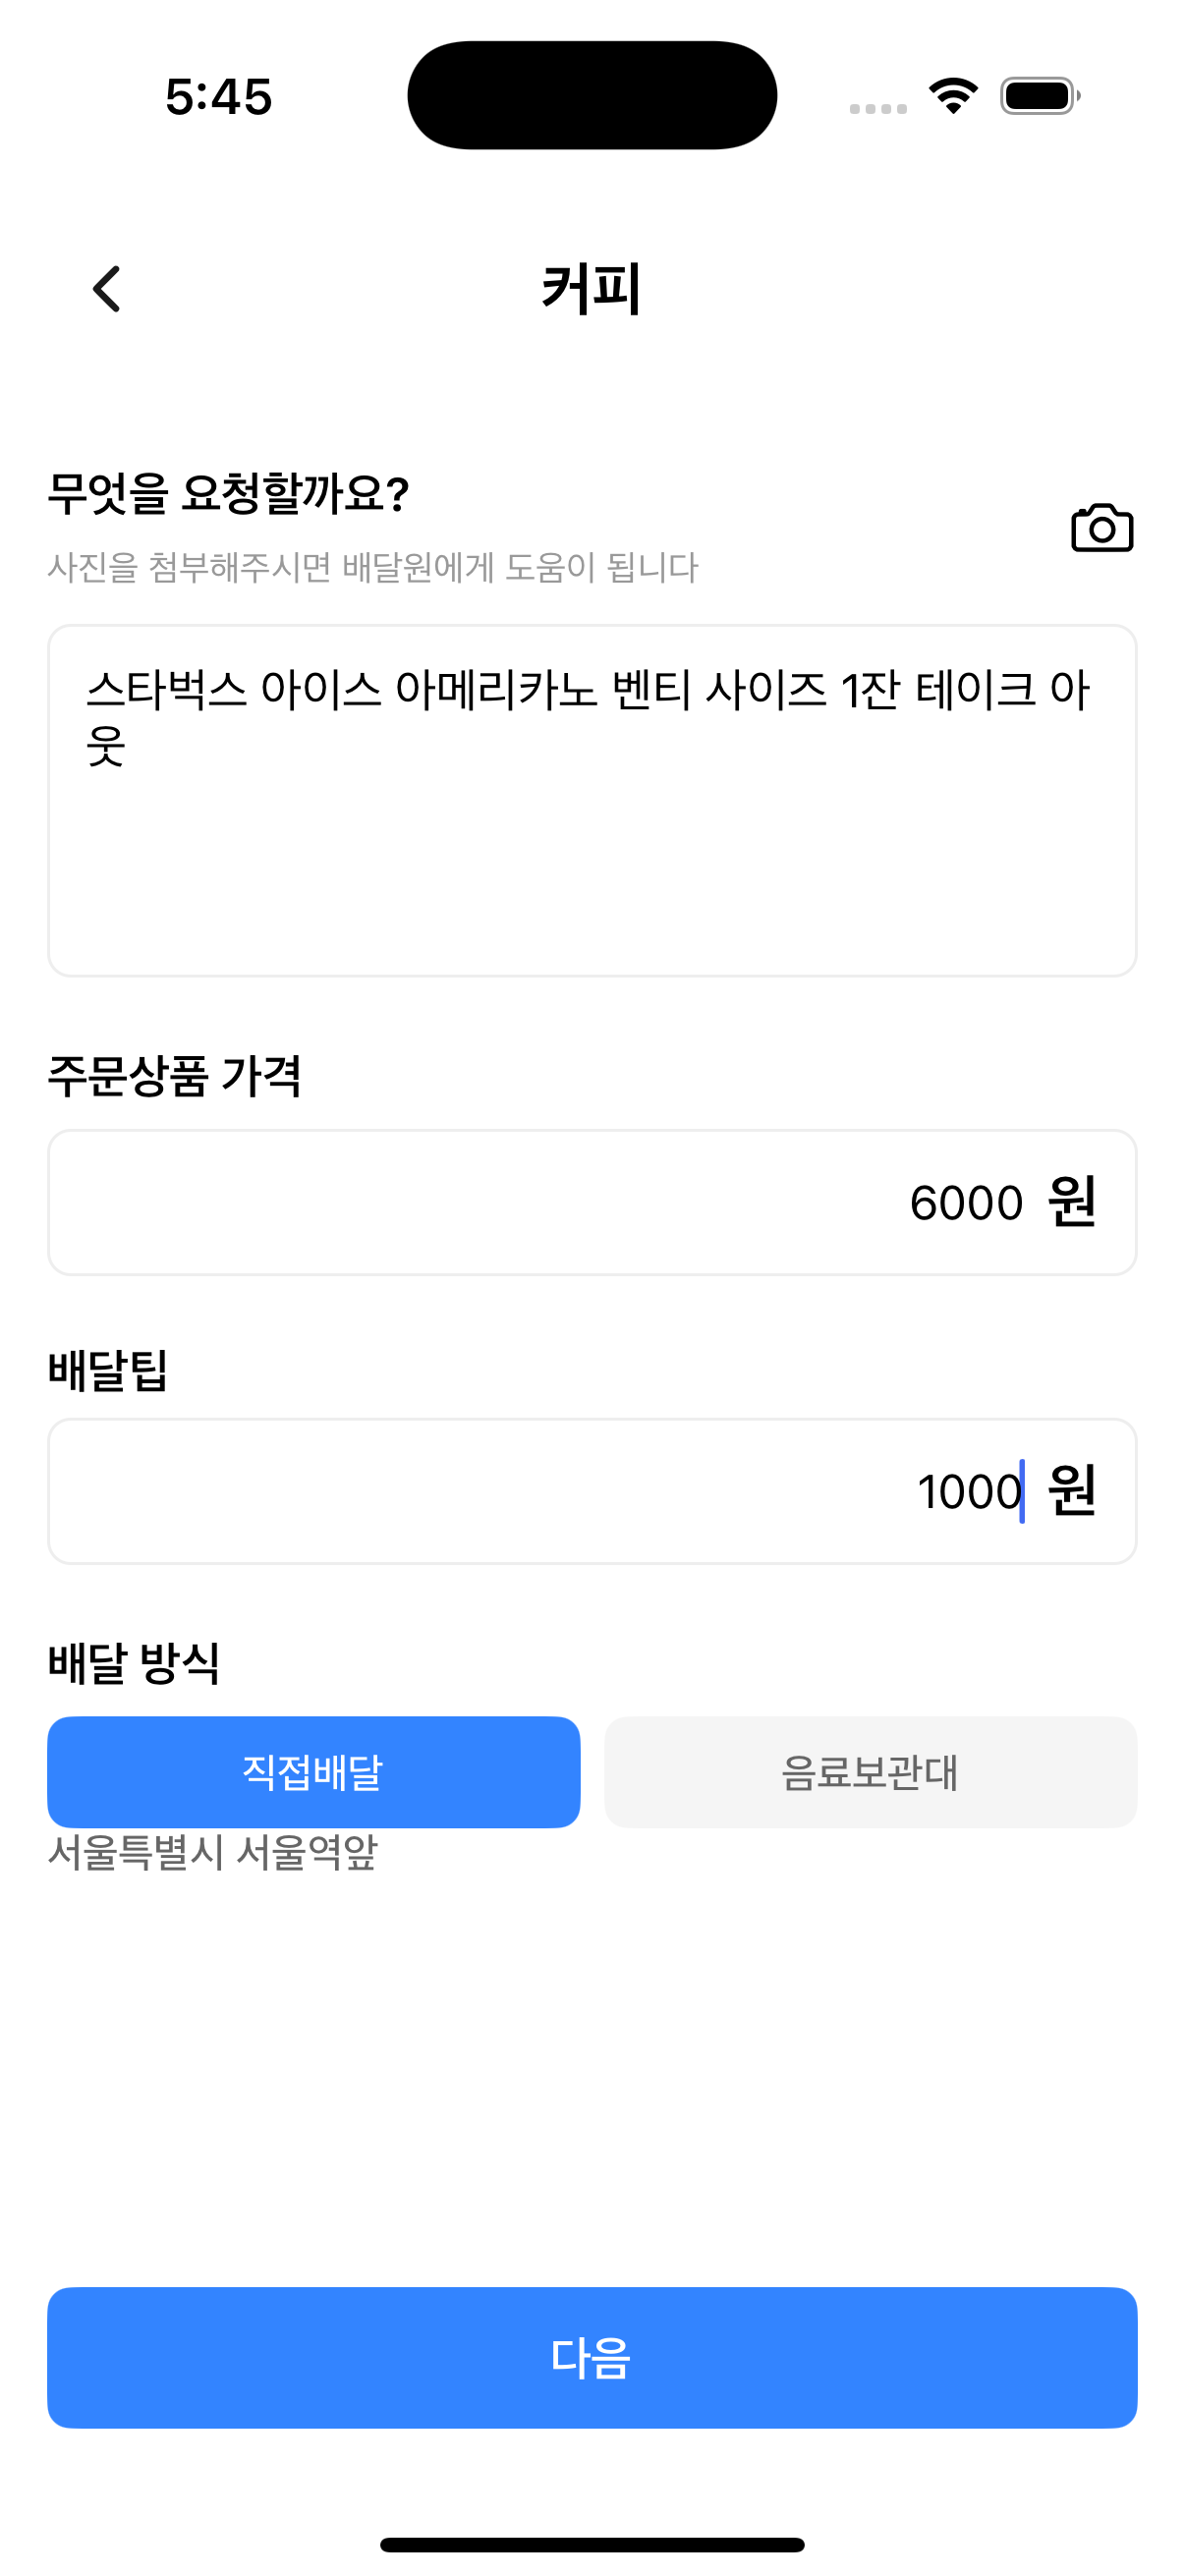 5:45
커피
무엇을 요청할까요?
사진을 첨부해주시면 배달원에게 도움이 됩니다
스타벅스 아이스 아메리카노 벤티 사이즈 1잔 테이크 아
웃
주문상품 가격
6000 원
배달팁
1000 원
배달 방식
직접배달
음료보관대
서울특별시 서울역앞
다음